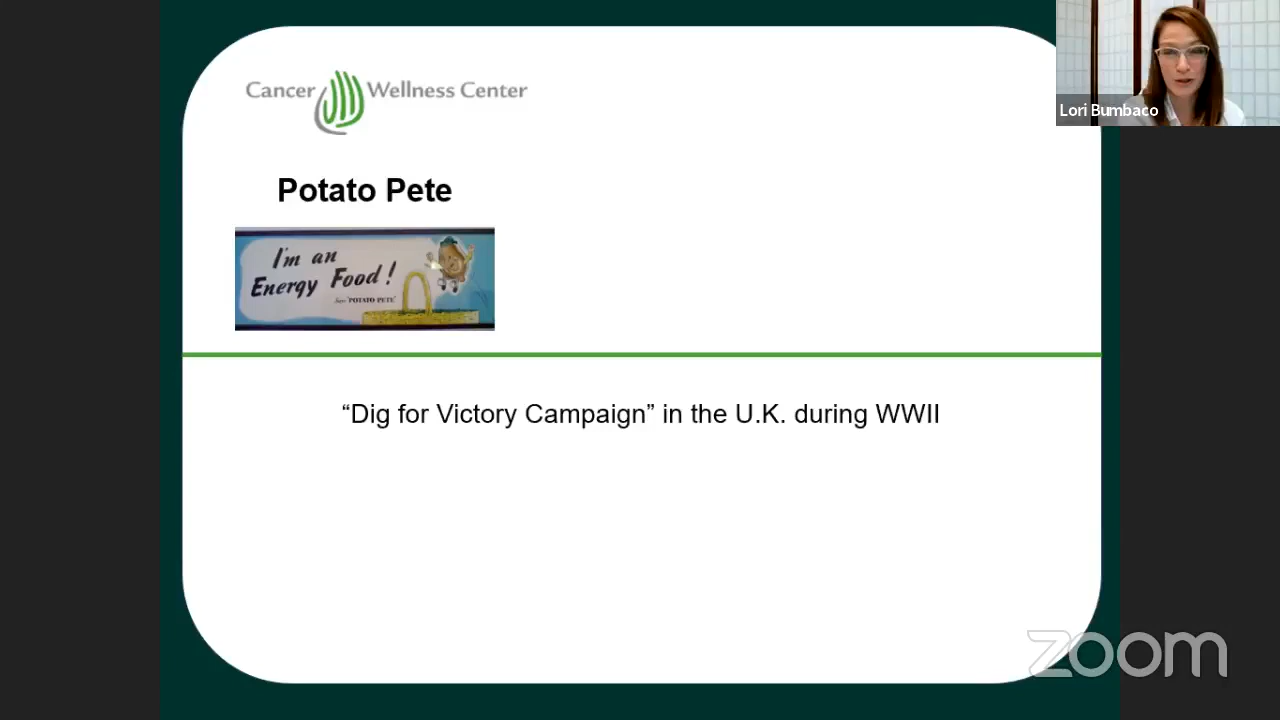 Cancer Wellness Center
Lori Bumbaco
Potato Pete
I'm an
Energy Food!
says "POTATO PETE"
“Dig for Victory Campaign” in the U.K. during WWII
zoom